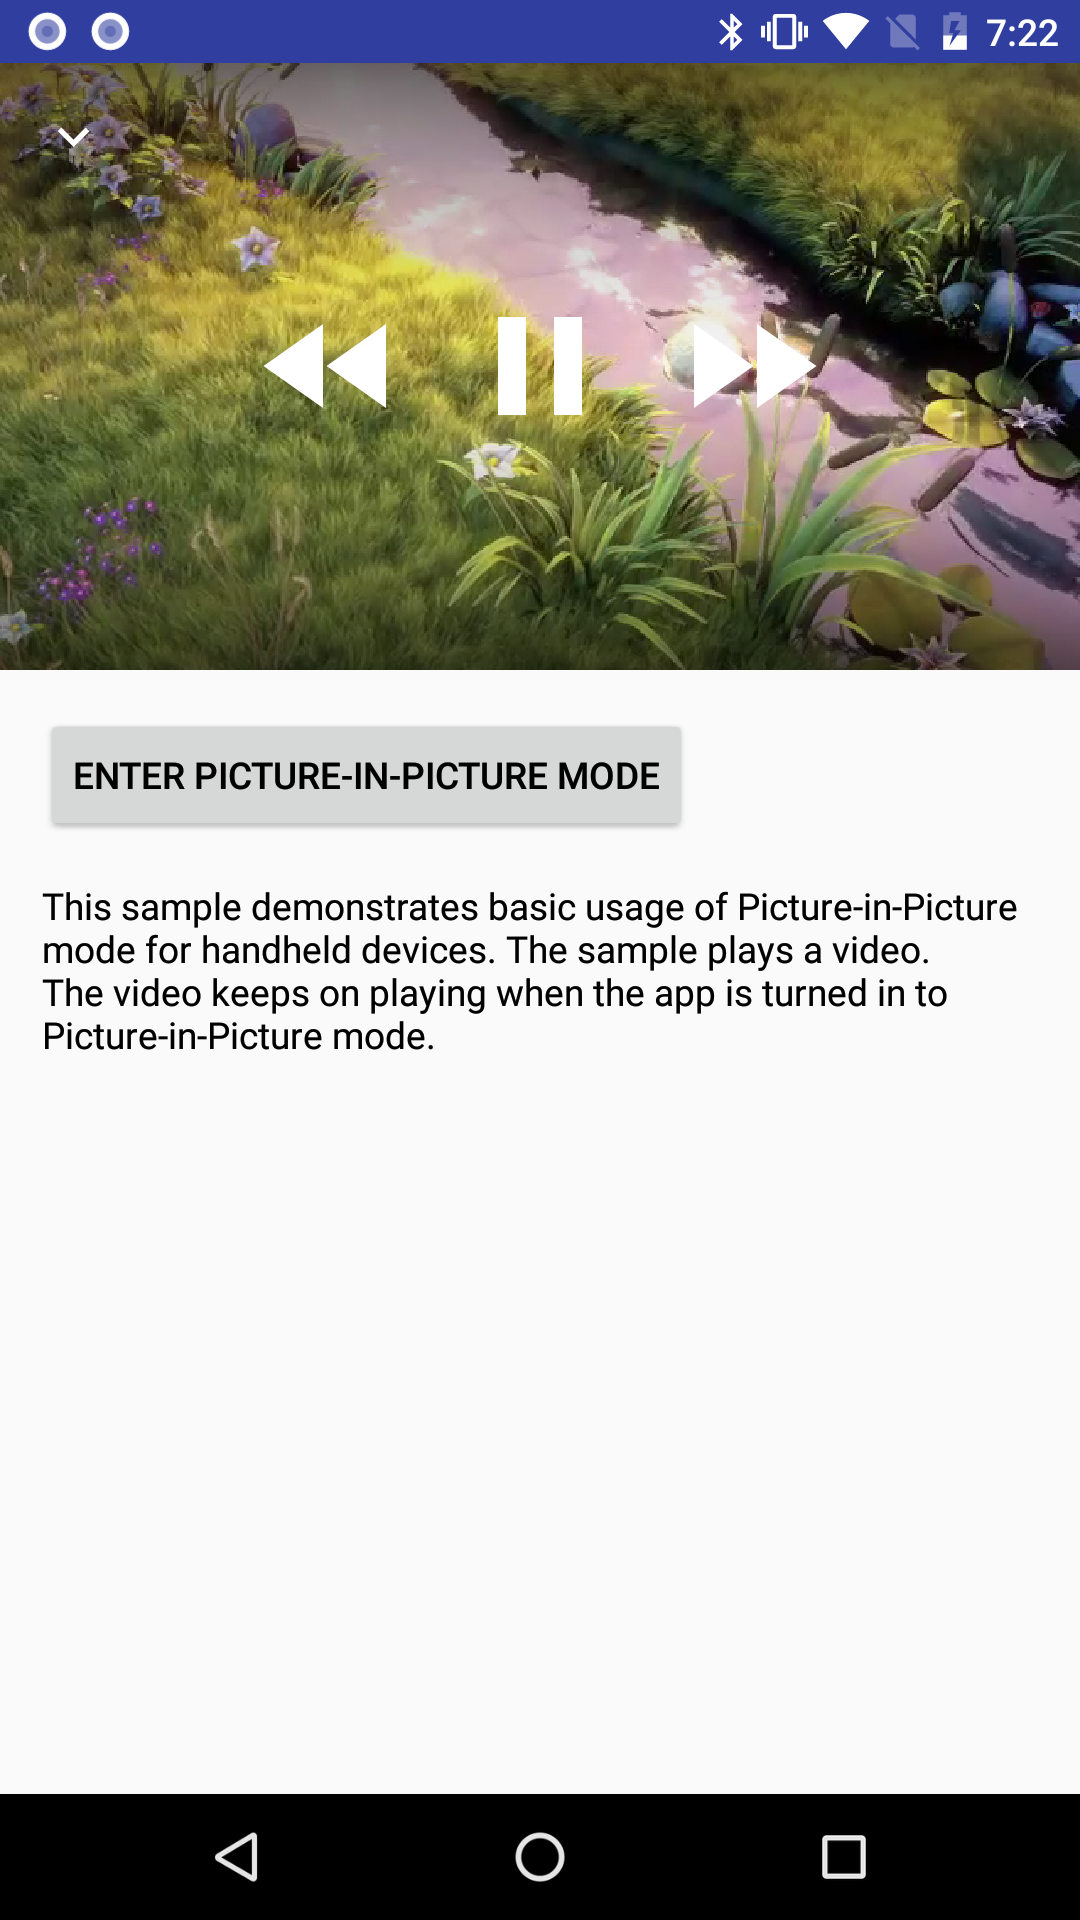 7:22
ENTER PICTURE-IN-PICTURE MODE
This sample demonstrates basic usage of Picture-in-Picture
mode for handheld devices. The sample plays a video.
The video keeps on playing when the app is turned in to
Picture-in-Picture mode.